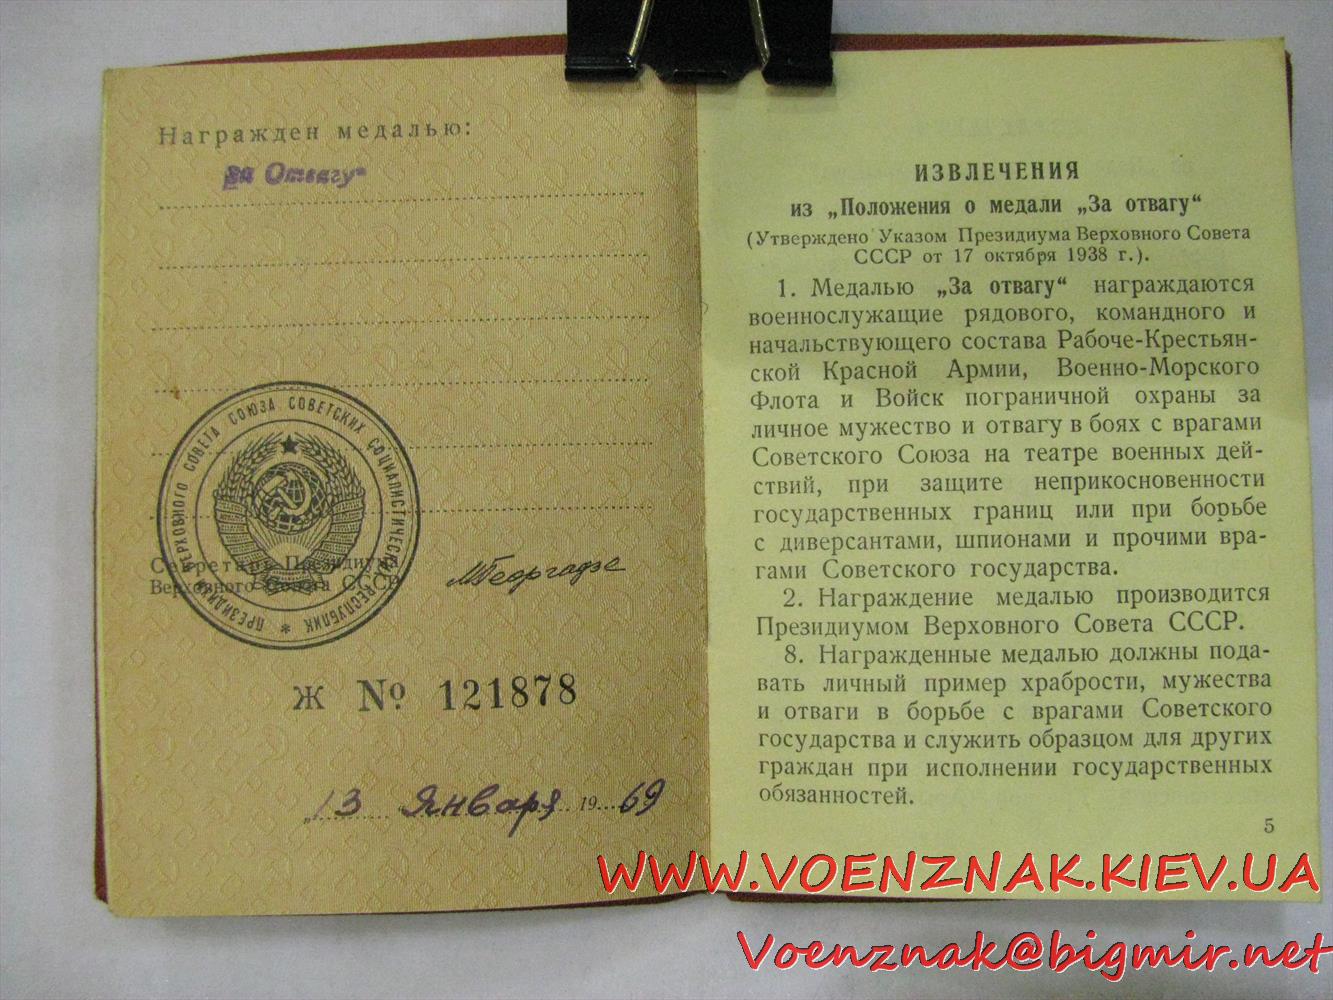 Награжден медалью:
За Отвагу"
ПРЕЗИДИУМ ВЕРХОВНОГО СОВЕТА СОЮЗА СОВЕТСКИХ СОЦИАЛИСТИЧЕСКИХ РЕСПУБЛИК *
Секретарь Президиума
Верховного Совета СССР
МГеоргадзе
Ж № 121878
„13 Января 1969
ИЗВЛЕЧЕНИЯ
из „Положения о медали „За отвагу“
(Утверждено Указом Президиума Верховного Совета
СССР от 17 октября 1938 г.).
1. Медалью „За отвагу“ награждаются
военнослужащие рядового, командного и
начальствующего состава Рабоче-Крестьян-
ской Красной Армии, Военно-Морского
Флота и Войск пограничной охраны за
личное мужество и отвагу в боях с врагами
Советского Союза на театре военных дей-
ствий, при защите неприкосновенности
государственных границ или при борьбе
с диверсантами, шпионами и прочими вра-
гами Советского государства.
2. Награждение медалью производится
Президиумом Верховного Совета СССР.
8. Награжденные медалью должны пода-
вать личный пример храбрости, мужества
и отваги в борьбе с врагами Советского
государства и служить образцом для других
граждан при исполнении государственных
обязанностей.
5
WWW.VOENZNAK.KIEV.UA
Voenznak@bigmir.net